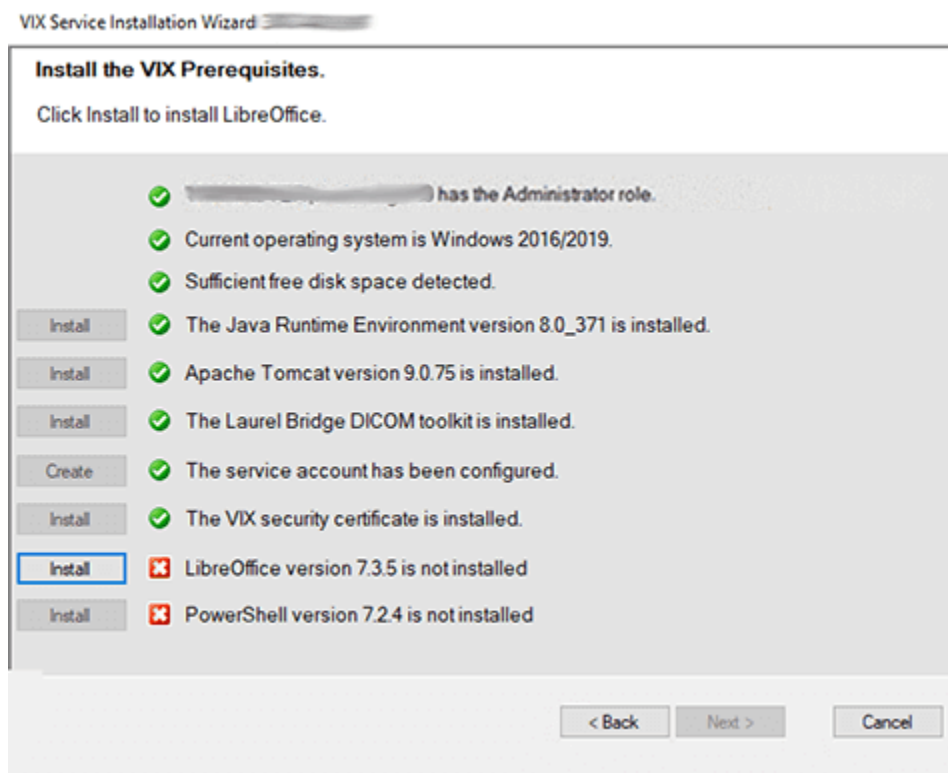 VIX Service Installation Wizard
Install the VIX Prerequisites.
Click Install to install LibreOffice.
has the Administrator role.
Current operating system is Windows 2016/2019.
Sufficient free disk space detected.
Install The Java Runtime Environment version 8.0_371 is installed.
Install Apache Tomcat version 9.0.75 is installed.
Install The Laurel Bridge DICOM toolkit is installed.
Create The service account has been configured.
Install The VIX security certificate is installed.
Install LibreOffice version 7.3.5 is not installed
Install PowerShell version 7.2.4 is not installed
< Back Next > Cancel